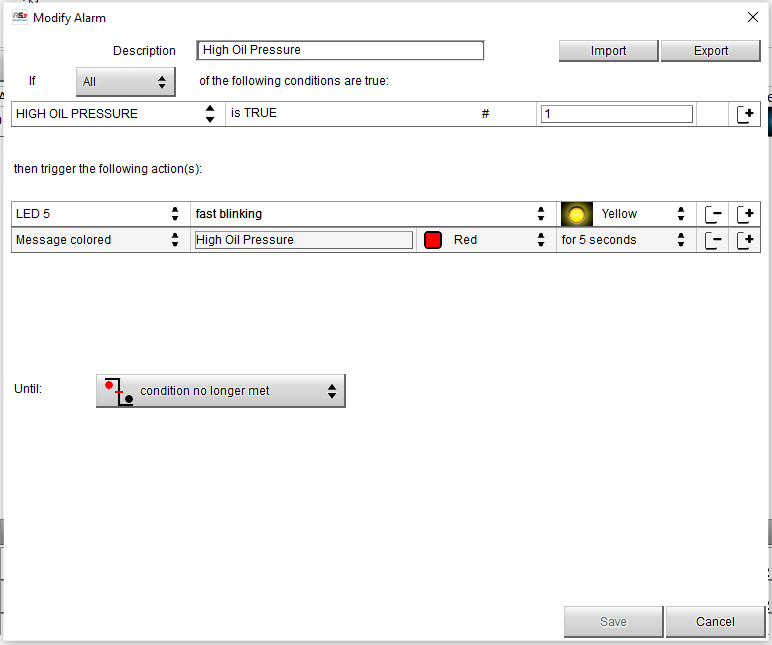 Modify Alarm
Description High Oil Pressure Import Export
If All of the following conditions are true:
HIGH OIL PRESSURE is TRUE # 1
then trigger the following action(s):
LED 5 fast blinking Yellow
Message colored High Oil Pressure Red for 5 seconds
Until: condition no longer met
Save Cancel